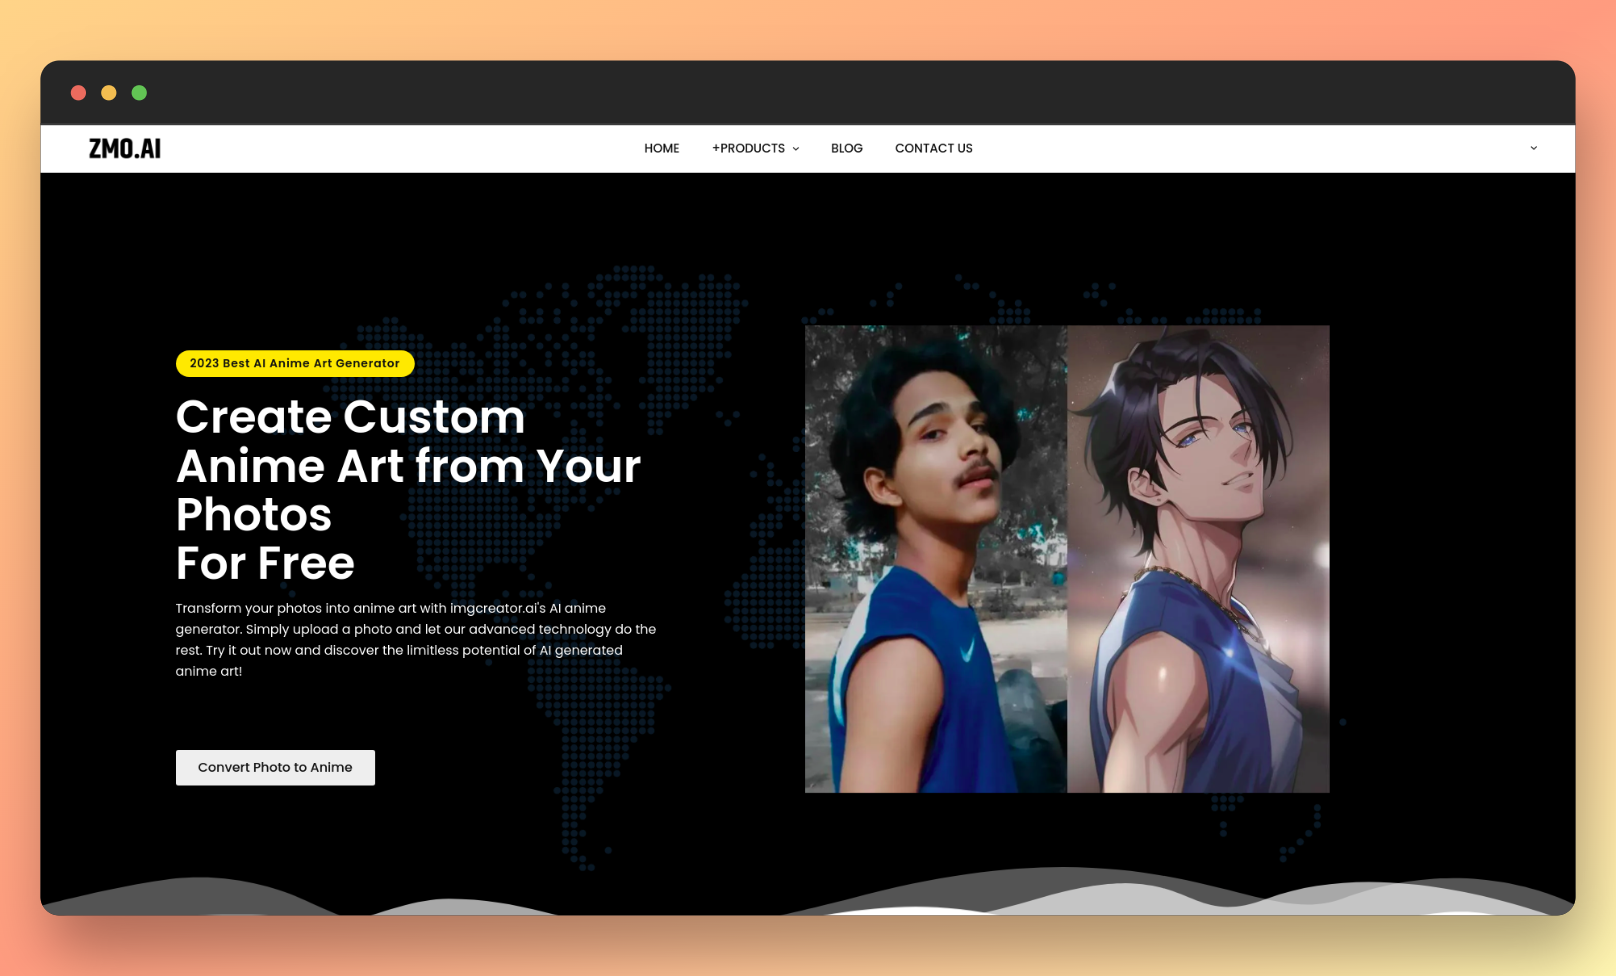 ZMO.AI
HOME +PRODUCTS BLOG CONTACT US
2023 Best AI Anime Art Generator
Create Custom
Anime Art from Your
Photos
For Free
Transform your photos into anime art with imgcreator.ai's AI anime
generator. Simply upload a photo and let our advanced technology do the
rest. Try it out now and discover the limitless potential of AI generated
anime art!
Convert Photo to Anime